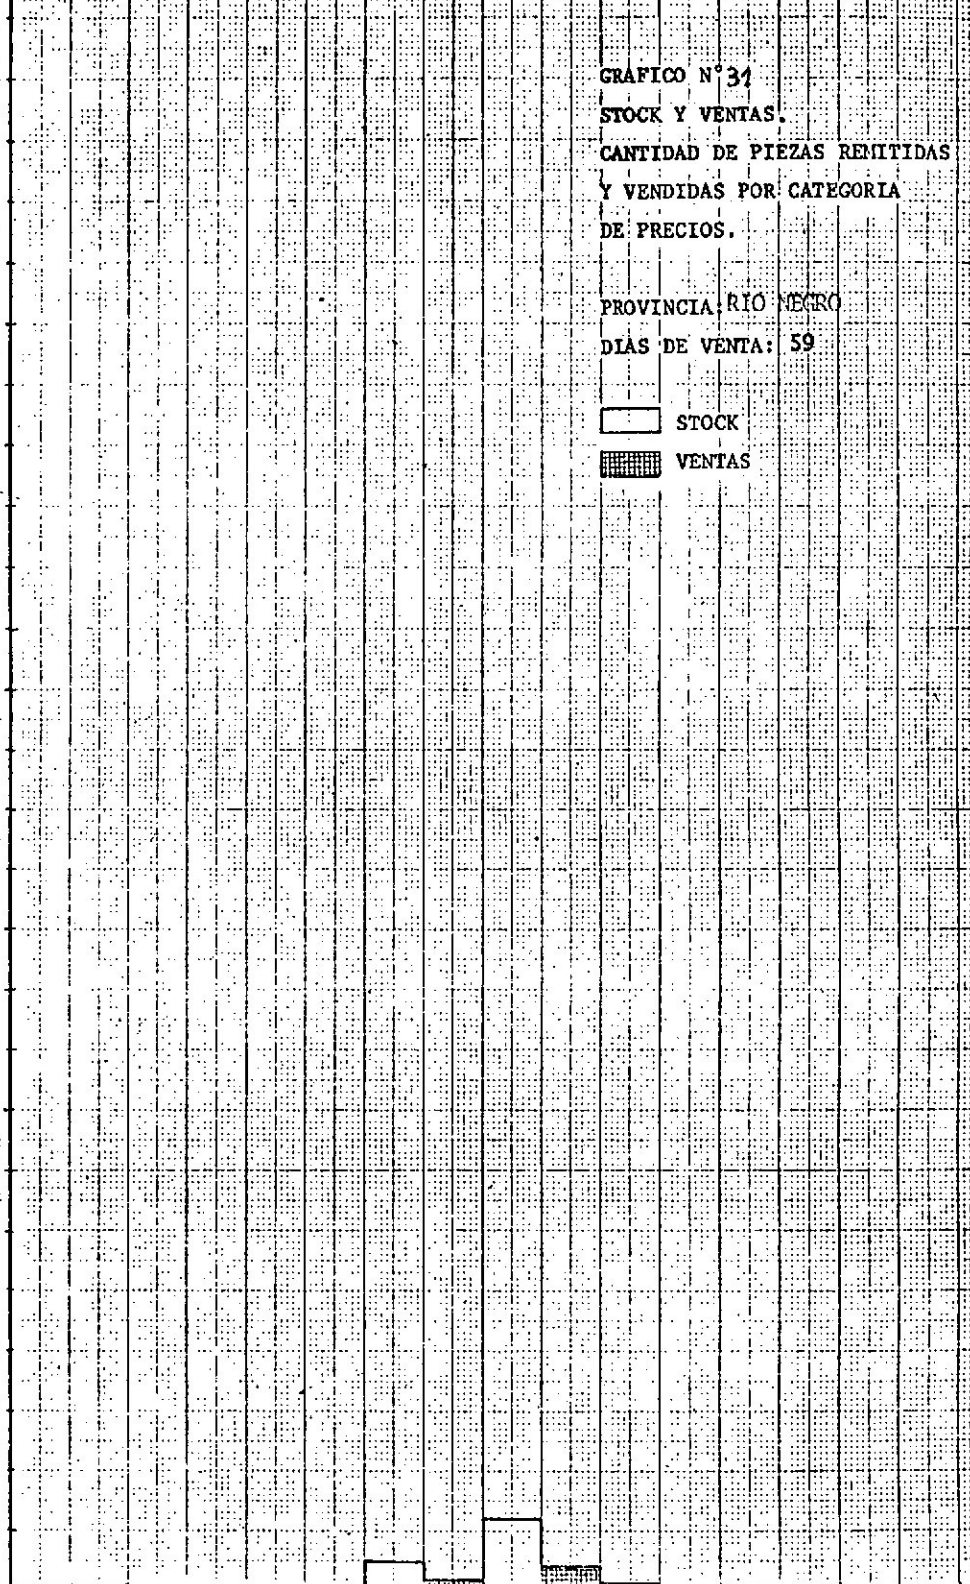 GRAFICO N° 31
STOCK Y VENTAS.
CANTIDAD DE PIEZAS REMITIDAS
Y VENDIDAS POR CATEGORIA
DE PRECIOS.
PROVINCIA: RIO NEGRO
DIAS DE VENTA: 59
STOCK
VENTAS